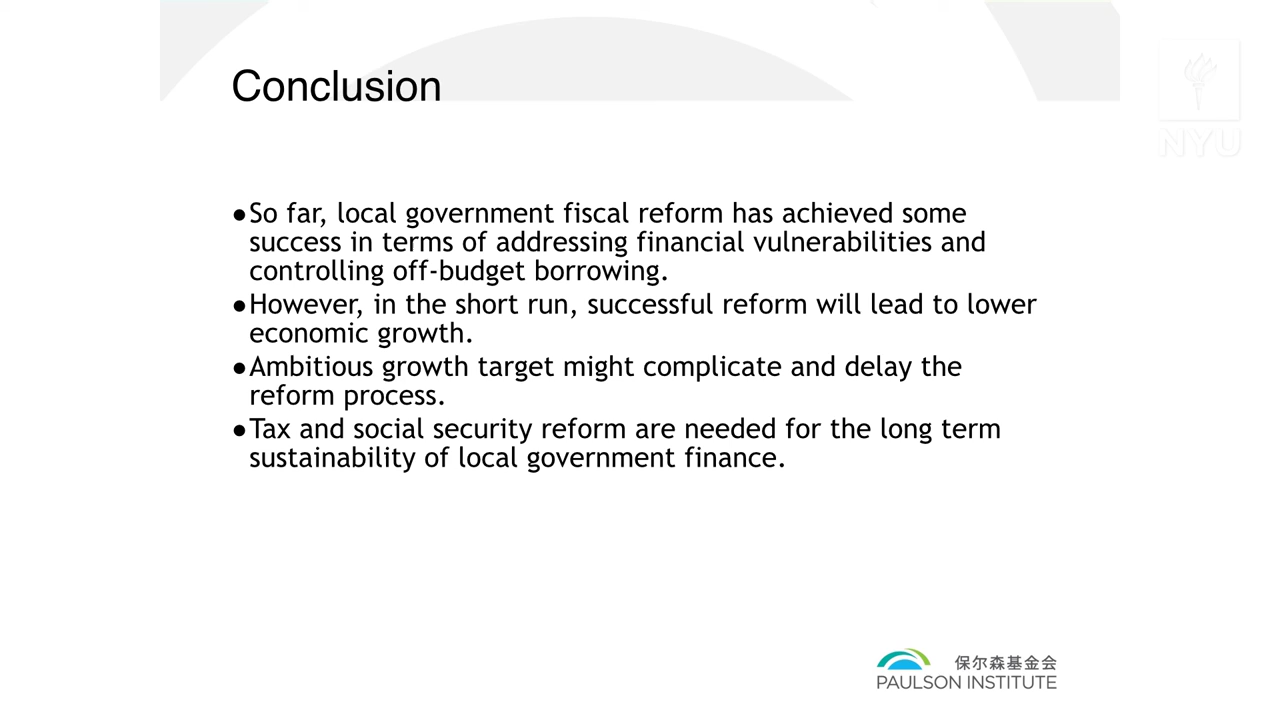 Conclusion
NYU
●So far, local government fiscal reform has achieved some
success in terms of addressing financial vulnerabilities and
controlling off-budget borrowing.
●However, in the short run, successful reform will lead to lower
economic growth.
●Ambitious growth target might complicate and delay the
reform process.
●Tax and social security reform are needed for the long term
sustainability of local government finance.
保尔森基金会
PAULSON INSTITUTE